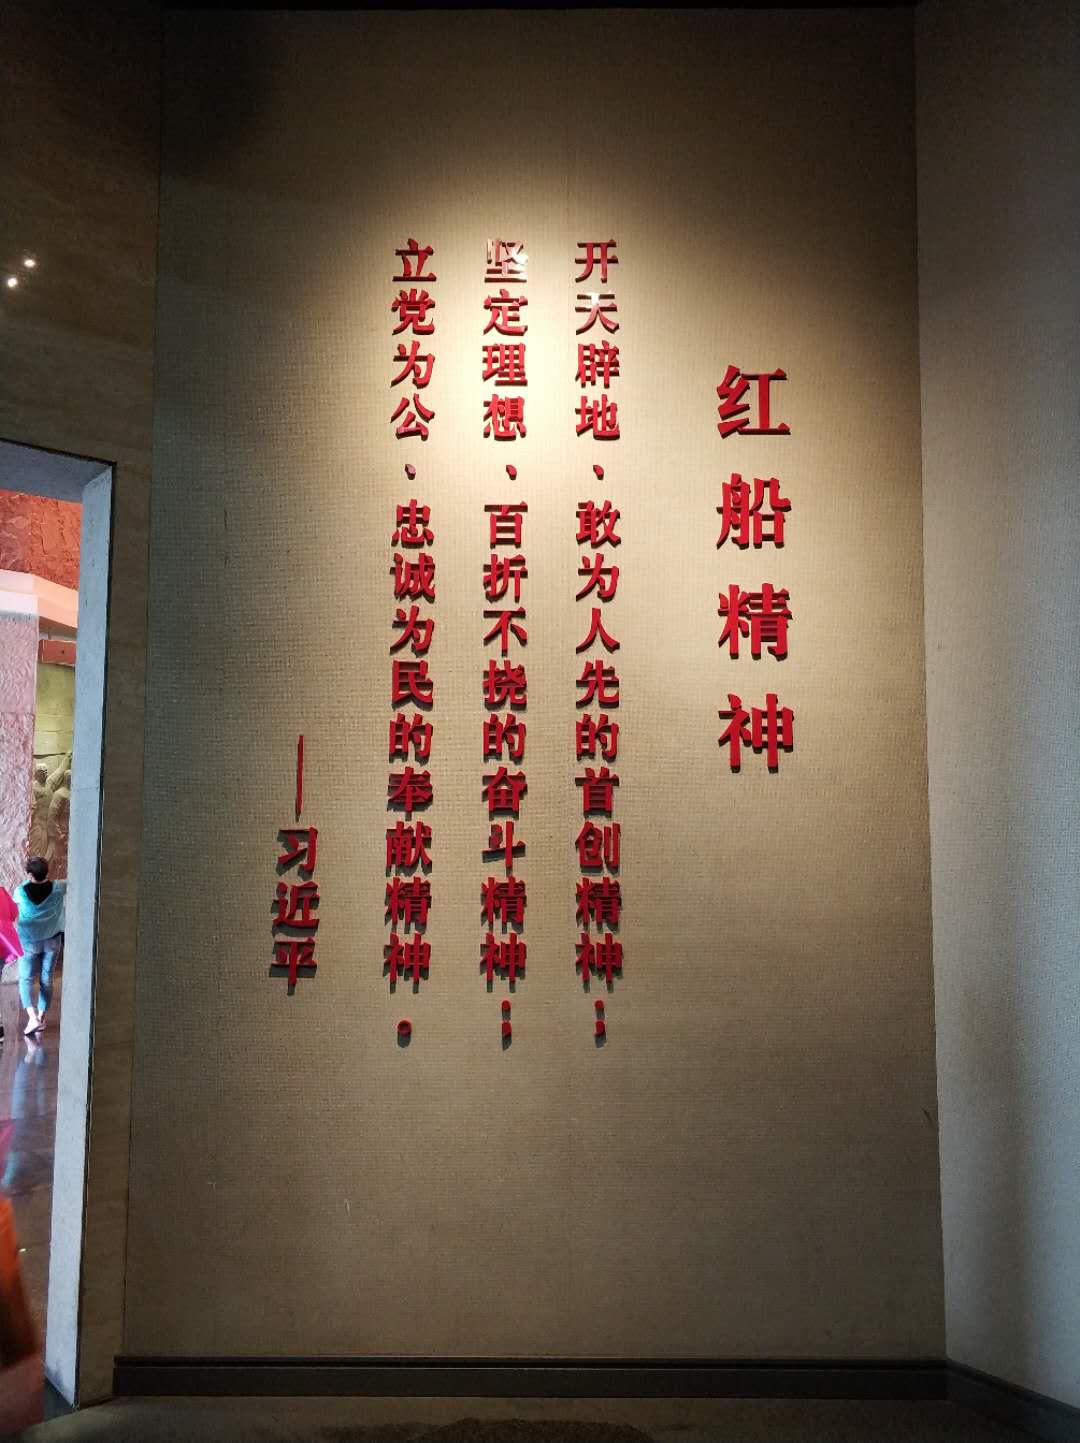 红船精神
开天辟地、敢为人先的首创精神；
坚定理想、百折不挠的奋斗精神；
立党为公、忠诚为民的奉献精神。
——习近平